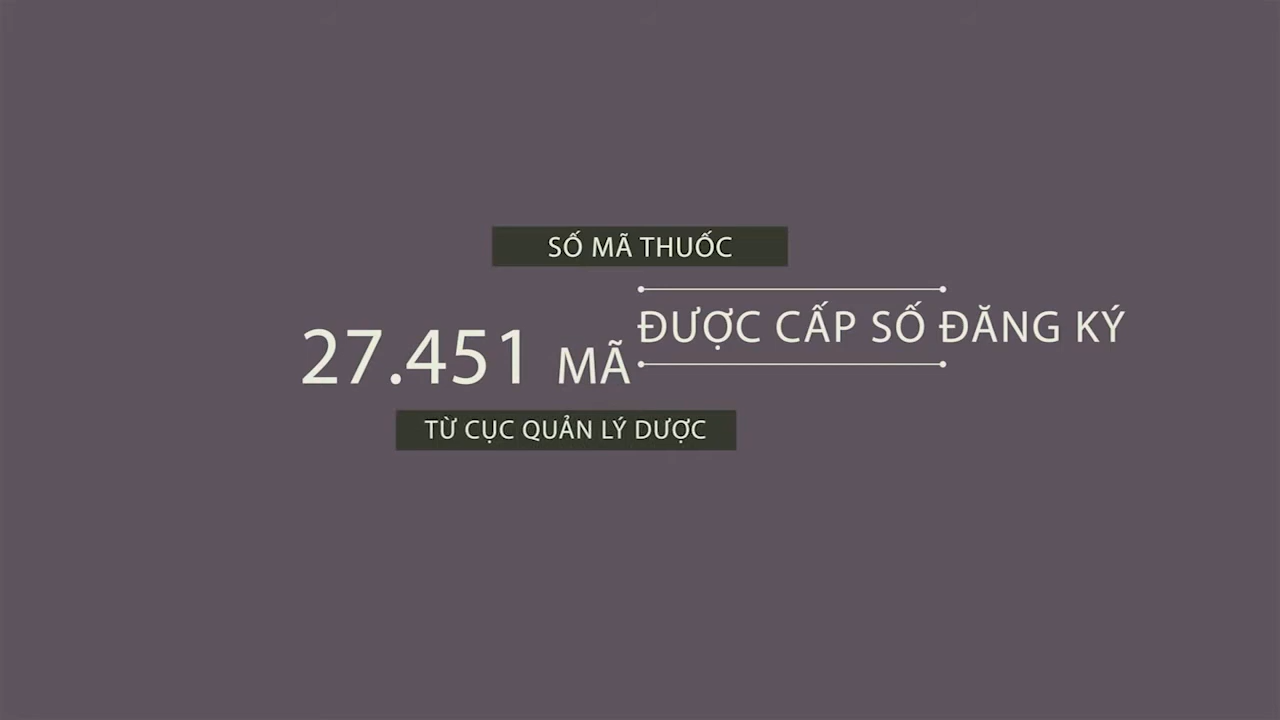 SỐ MÃ THUỐC
27.451 MÃ
ĐƯỢC CẤP SỐ ĐĂNG KÝ
TỪ CỤC QUẢN LÝ DƯỢC